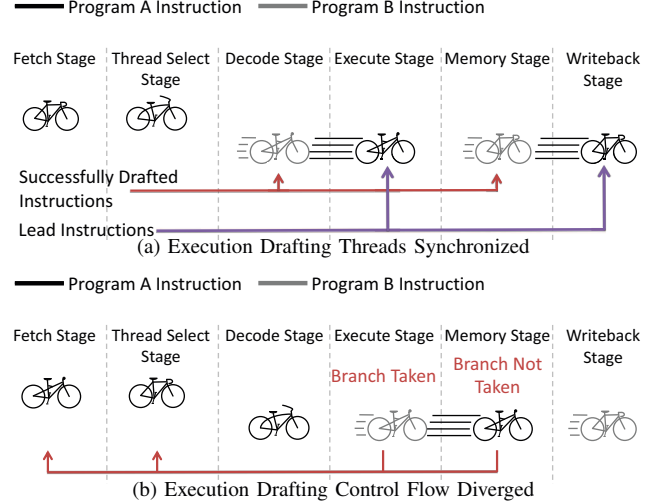 Program A Instruction Program B Instruction
Fetch Stage Thread Select Stage Decode Stage Execute Stage Memory Stage Writeback Stage
Successfully Drafted
Instructions
Lead Instructions
(a) Execution Drafting Threads Synchronized
Program A Instruction Program B Instruction
Fetch Stage Thread Select Stage Decode Stage Execute Stage Memory Stage Writeback Stage
Branch Taken Branch Not Taken
(b) Execution Drafting Control Flow Diverged